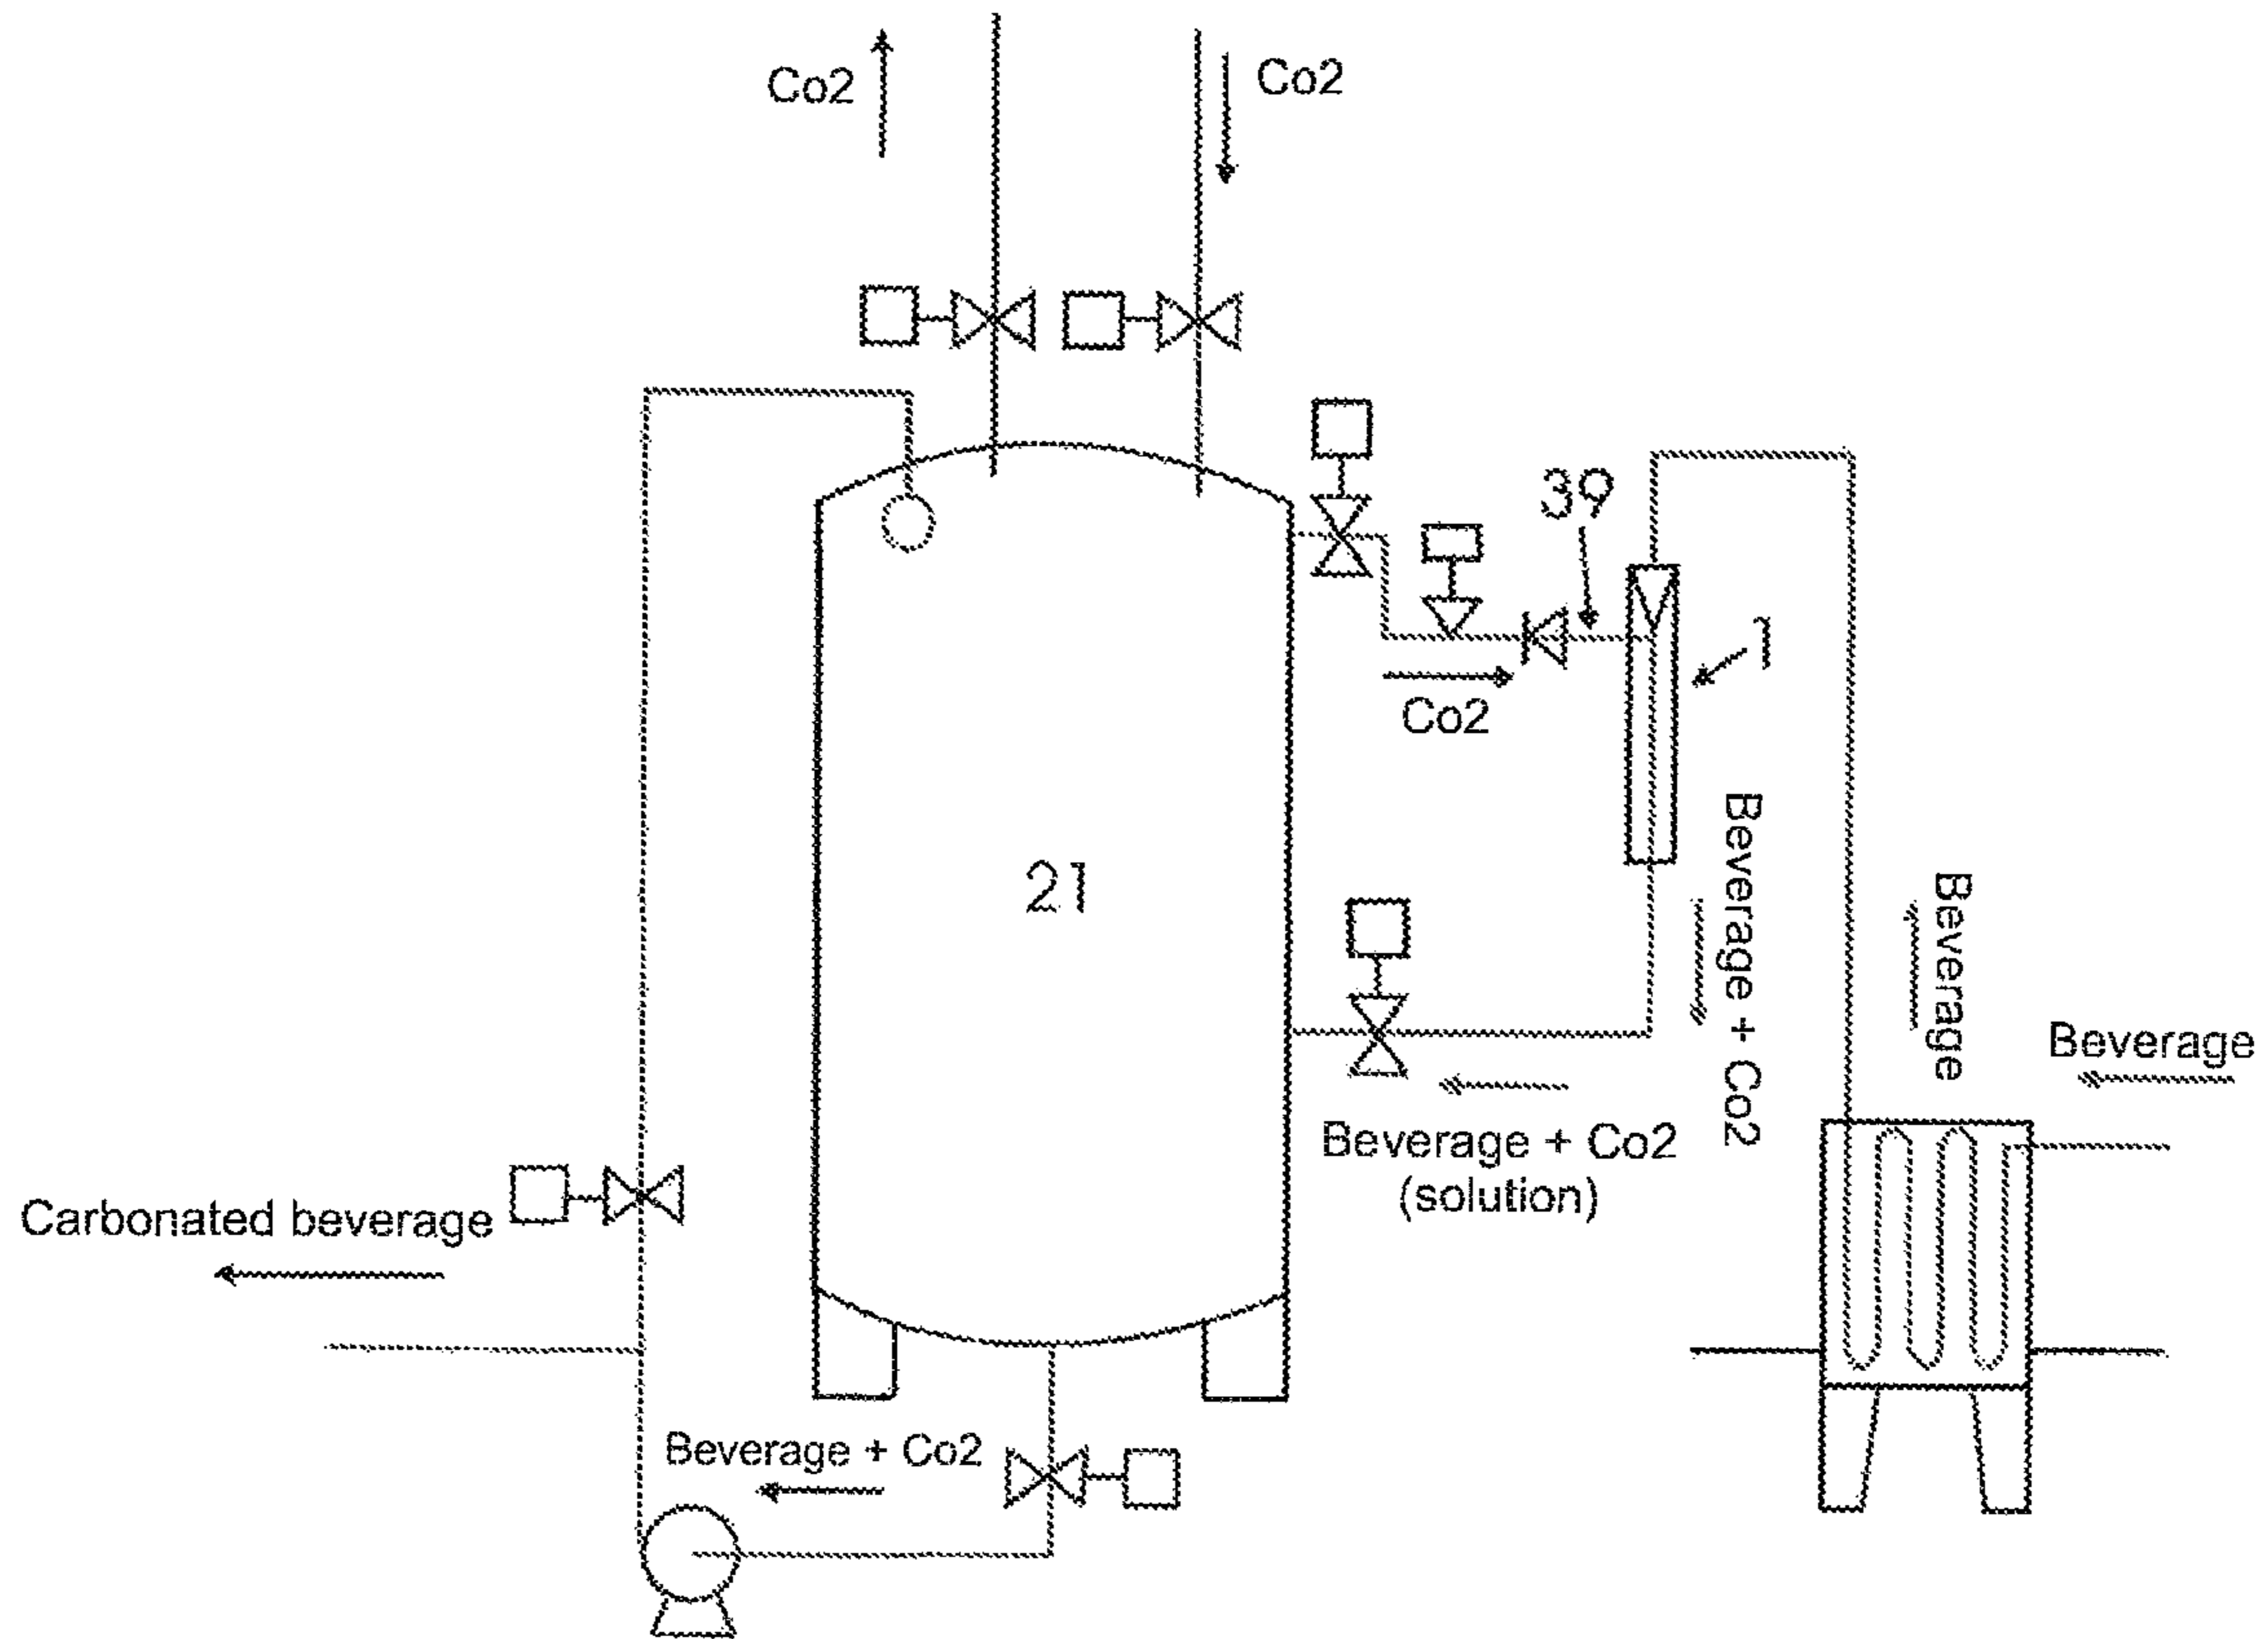 Co2
Co2
39
1
Co2
21
Beverage + Co2
Beverage
Beverage
Beverage + Co2
(solution)
Carbonated beverage
Beverage + Co2